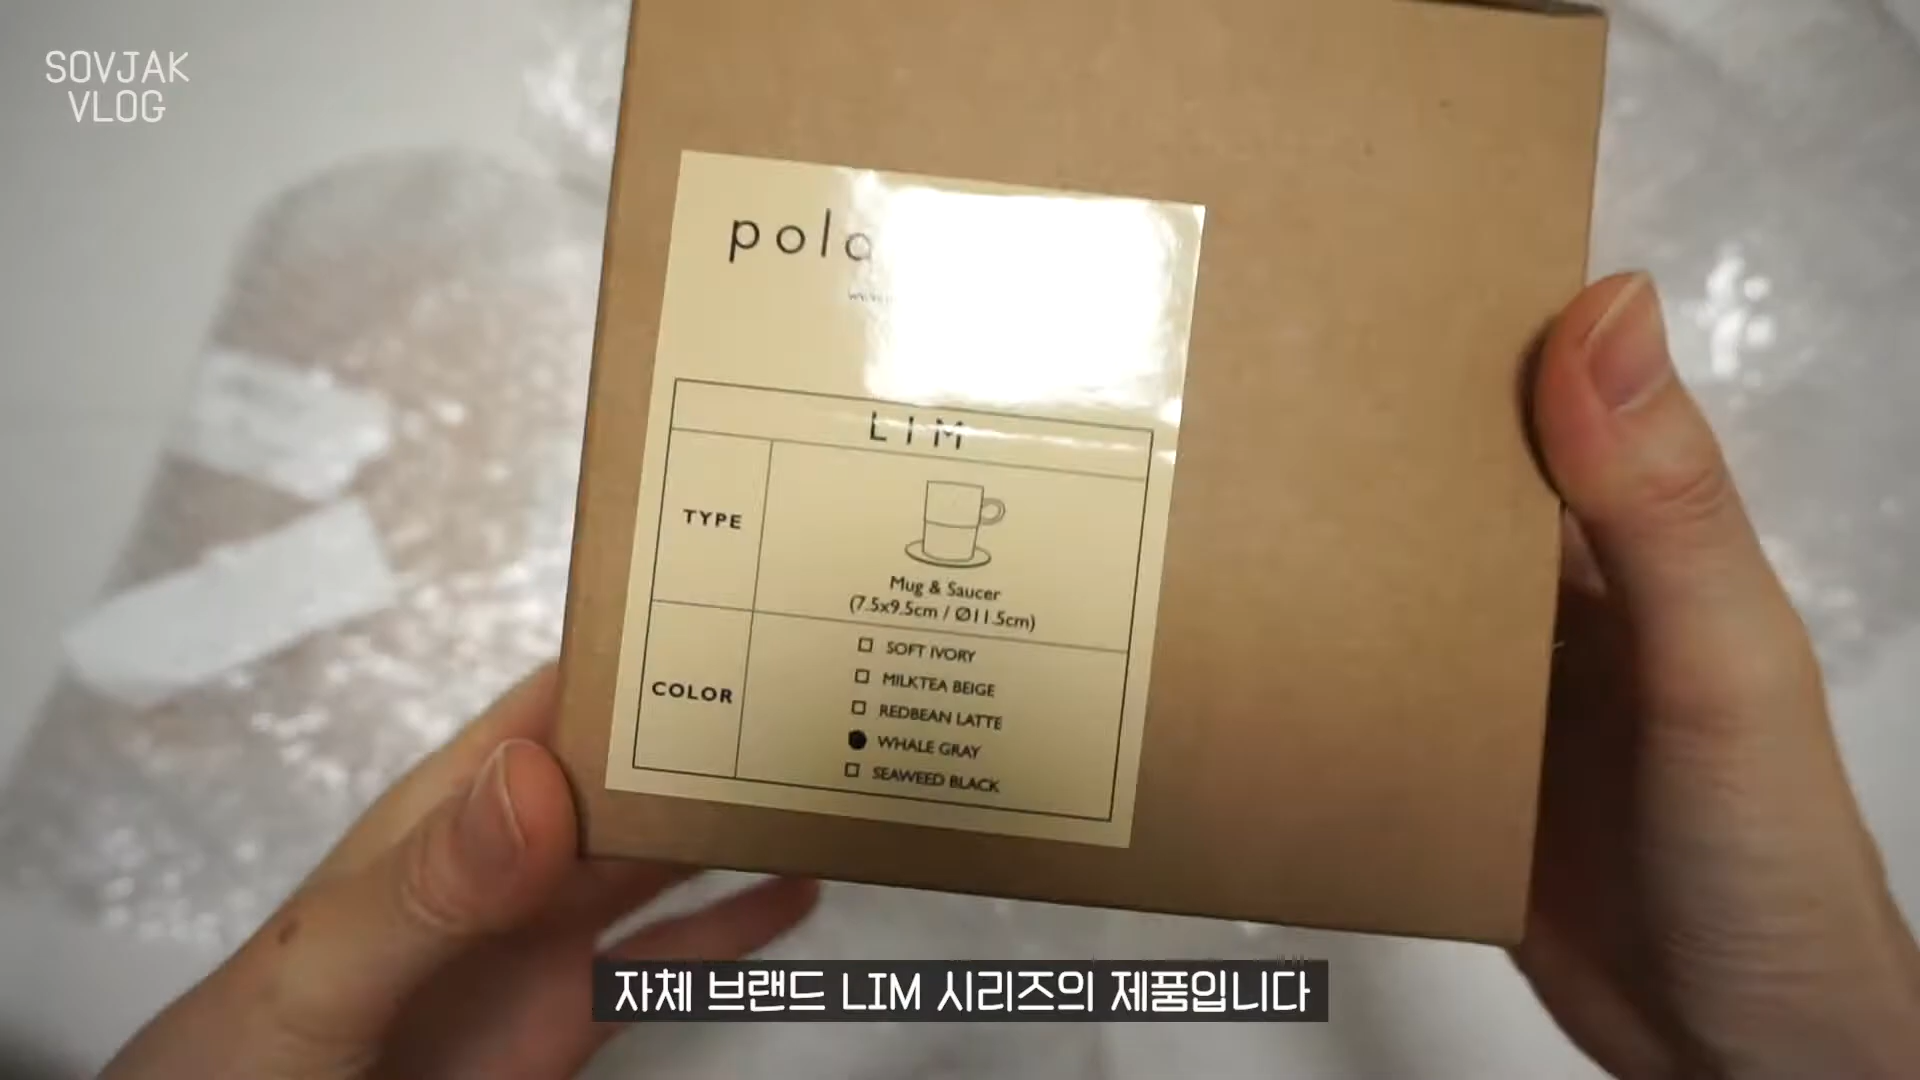 SOVJAK
VLOG
LIM
TYPE
Mug & Saucer
(7.5x9.5cm / Ø11.5cm)
COLOR
SOFT IVORY
MILKTEA BEIGE
REDBEAN LATTE
WHALE GRAY
SEAWEED BLACK
자체 브랜드 LIM 시리즈의 제품입니다